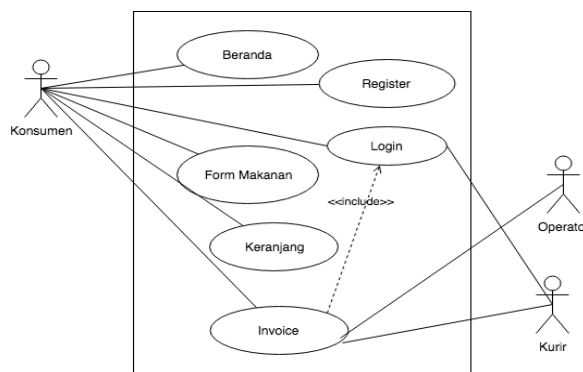 Beranda
Register
Konsumen
Login
Form Makanan
<<include>>
Operato
Keranjang
Invoice
Kurir